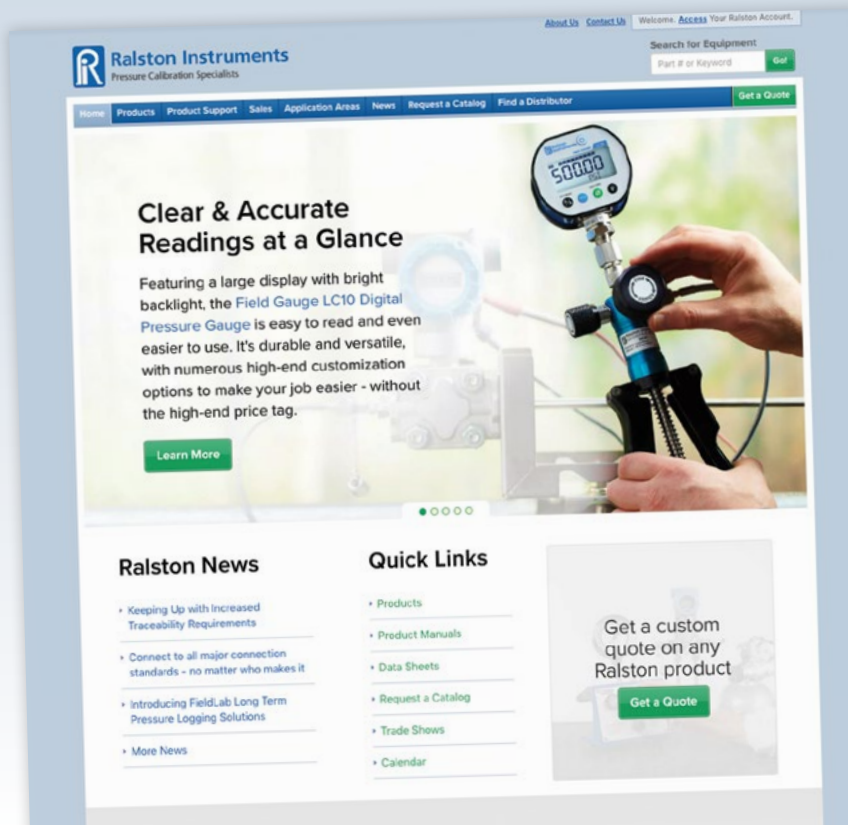 About Us Contact Us Welcome. Access Your Ralston Account.
Ralston Instruments
Pressure Calibration Specialists
Search for Equipment
Part # or Keyword Go!
Home Products Product Support Sales Application Areas News Request a Catalog Find a Distributor Get a Quote
500.00
PSI
Clear & Accurate
Readings at a Glance
Featuring a large display with bright
backlight, the Field Gauge LC10 Digital
Pressure Gauge is easy to read and even
easier to use. It's durable and versatile,
with numerous high-end customization
options to make your job easier - without
the high-end price tag.
Learn More
Ralston News
Keeping Up with Increased
Traceability Requirements
Connect to all major connection
standards – no matter who makes it
Introducing FieldLab Long Term
Pressure Logging Solutions
More News
Quick Links
Products
Product Manuals
Data Sheets
Request a Catalog
Trade Shows
Calendar
Get a custom
quote on any
Ralston product
Get a Quote